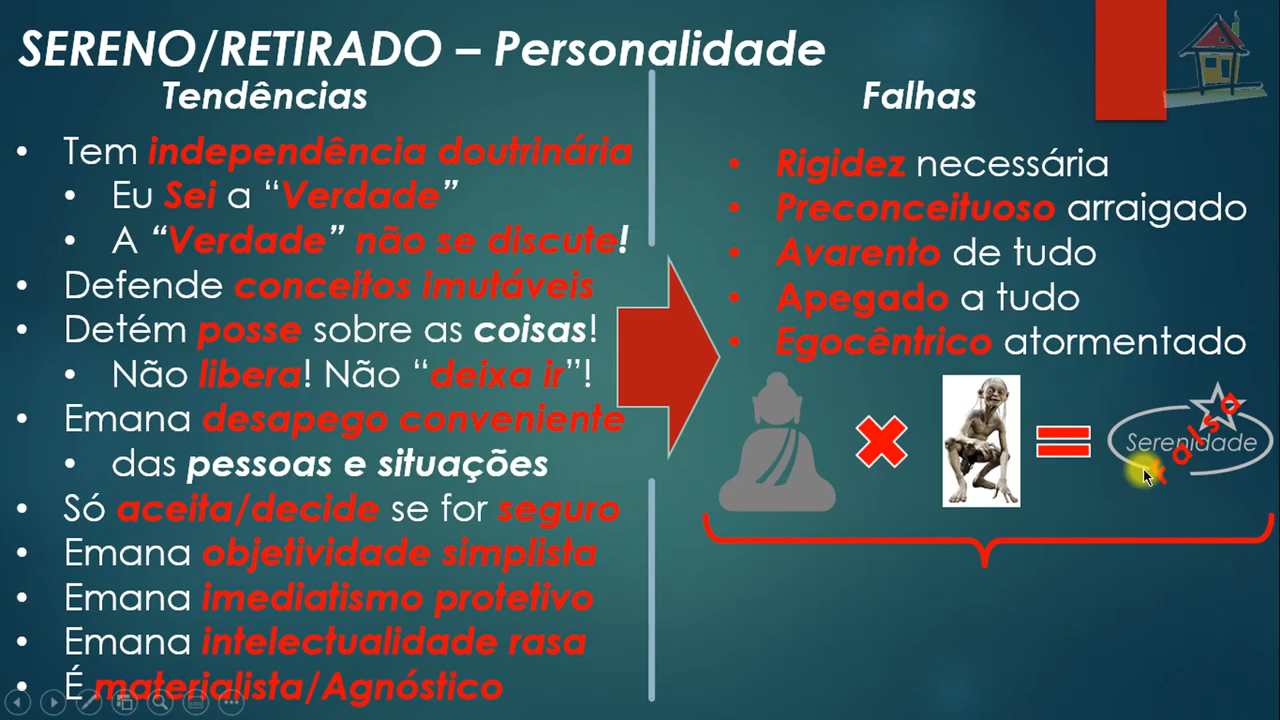 SERENO/RETIRADO – Personalidade
Tendências
• Tem independência doutrinária
• Eu Sei a “Verdade”
• A “Verdade” não se discute!
• Defende conceitos imutáveis
• Detém posse sobre as coisas!
• Não libera! Não “deixa ir”!
• Emana desapego conveniente
• das pessoas e situações
• Só aceita/decide se for seguro
• Emana objetividade simplista
• Emana imediatismo protetivo
• Emana intelectualidade rasa
• É materialista/Agnóstico
Falhas
• Rigidez necessária
• Preconceituoso arraigado
• Avarento de tudo
• Apegado a tudo
• Egocêntrico atormentado
Serenidade
Falsa